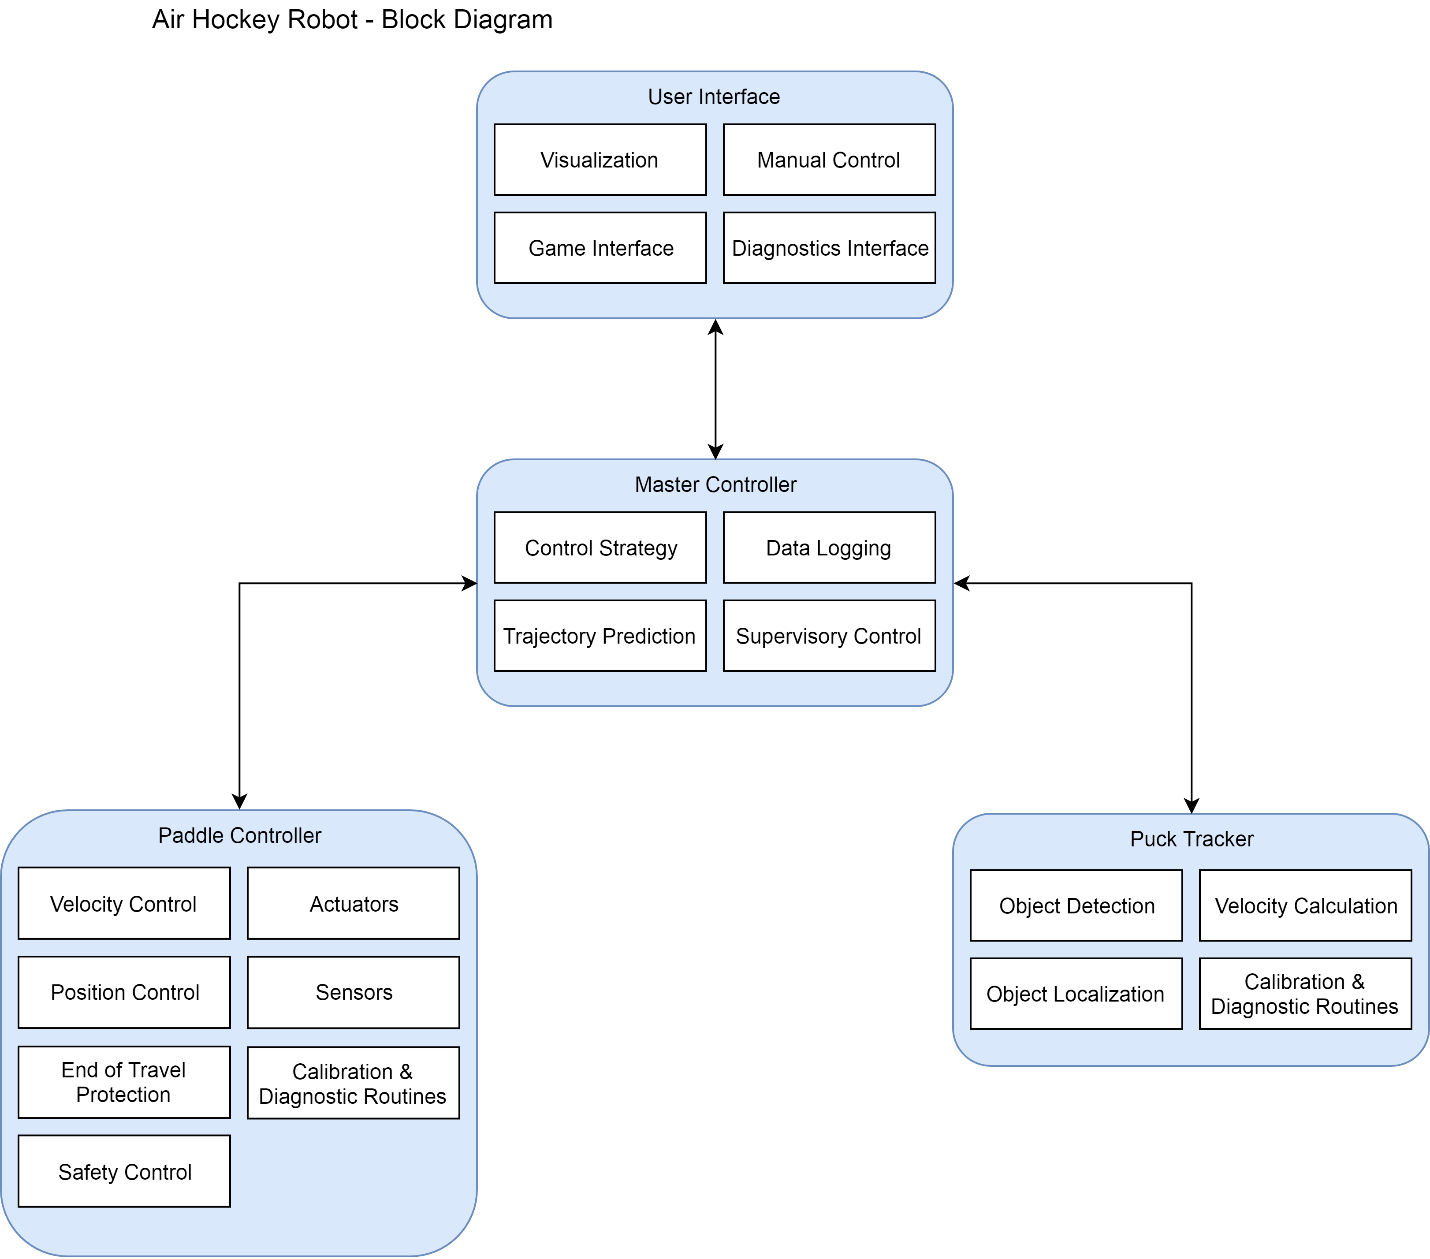 Air Hockey Robot - Block Diagram
User Interface
Visualization
Manual Control
Game Interface
Diagnostics Interface
Master Controller
Control Strategy
Data Logging
Trajectory Prediction
Supervisory Control
Paddle Controller
Velocity Control
Actuators
Position Control
Sensors
End of Travel
Protection
Calibration &
Diagnostic Routines
Safety Control
Puck Tracker
Object Detection
Velocity Calculation
Object Localization
Calibration &
Diagnostic Routines